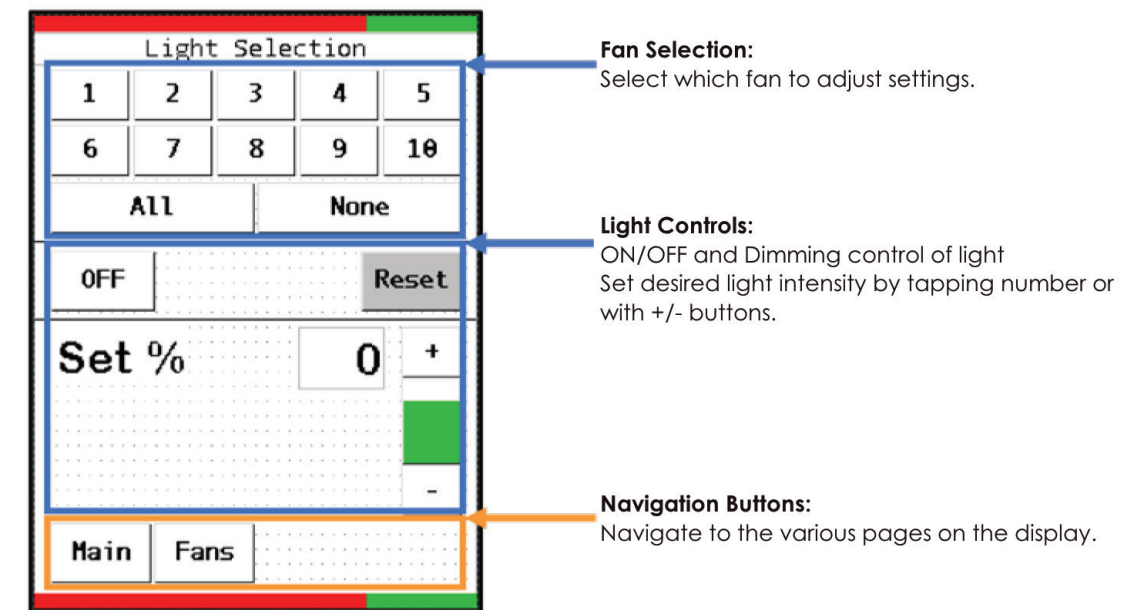 Light Selection
1 2 3 4 5
6 7 8 9 10
All None
OFF Reset
Set % 0 +
-
Main Fans
Fan Selection:
Select which fan to adjust settings.
Light Controls:
ON/OFF and Dimming control of light
Set desired light intensity by tapping number or
with +/- buttons.
Navigation Buttons:
Navigate to the various pages on the display.